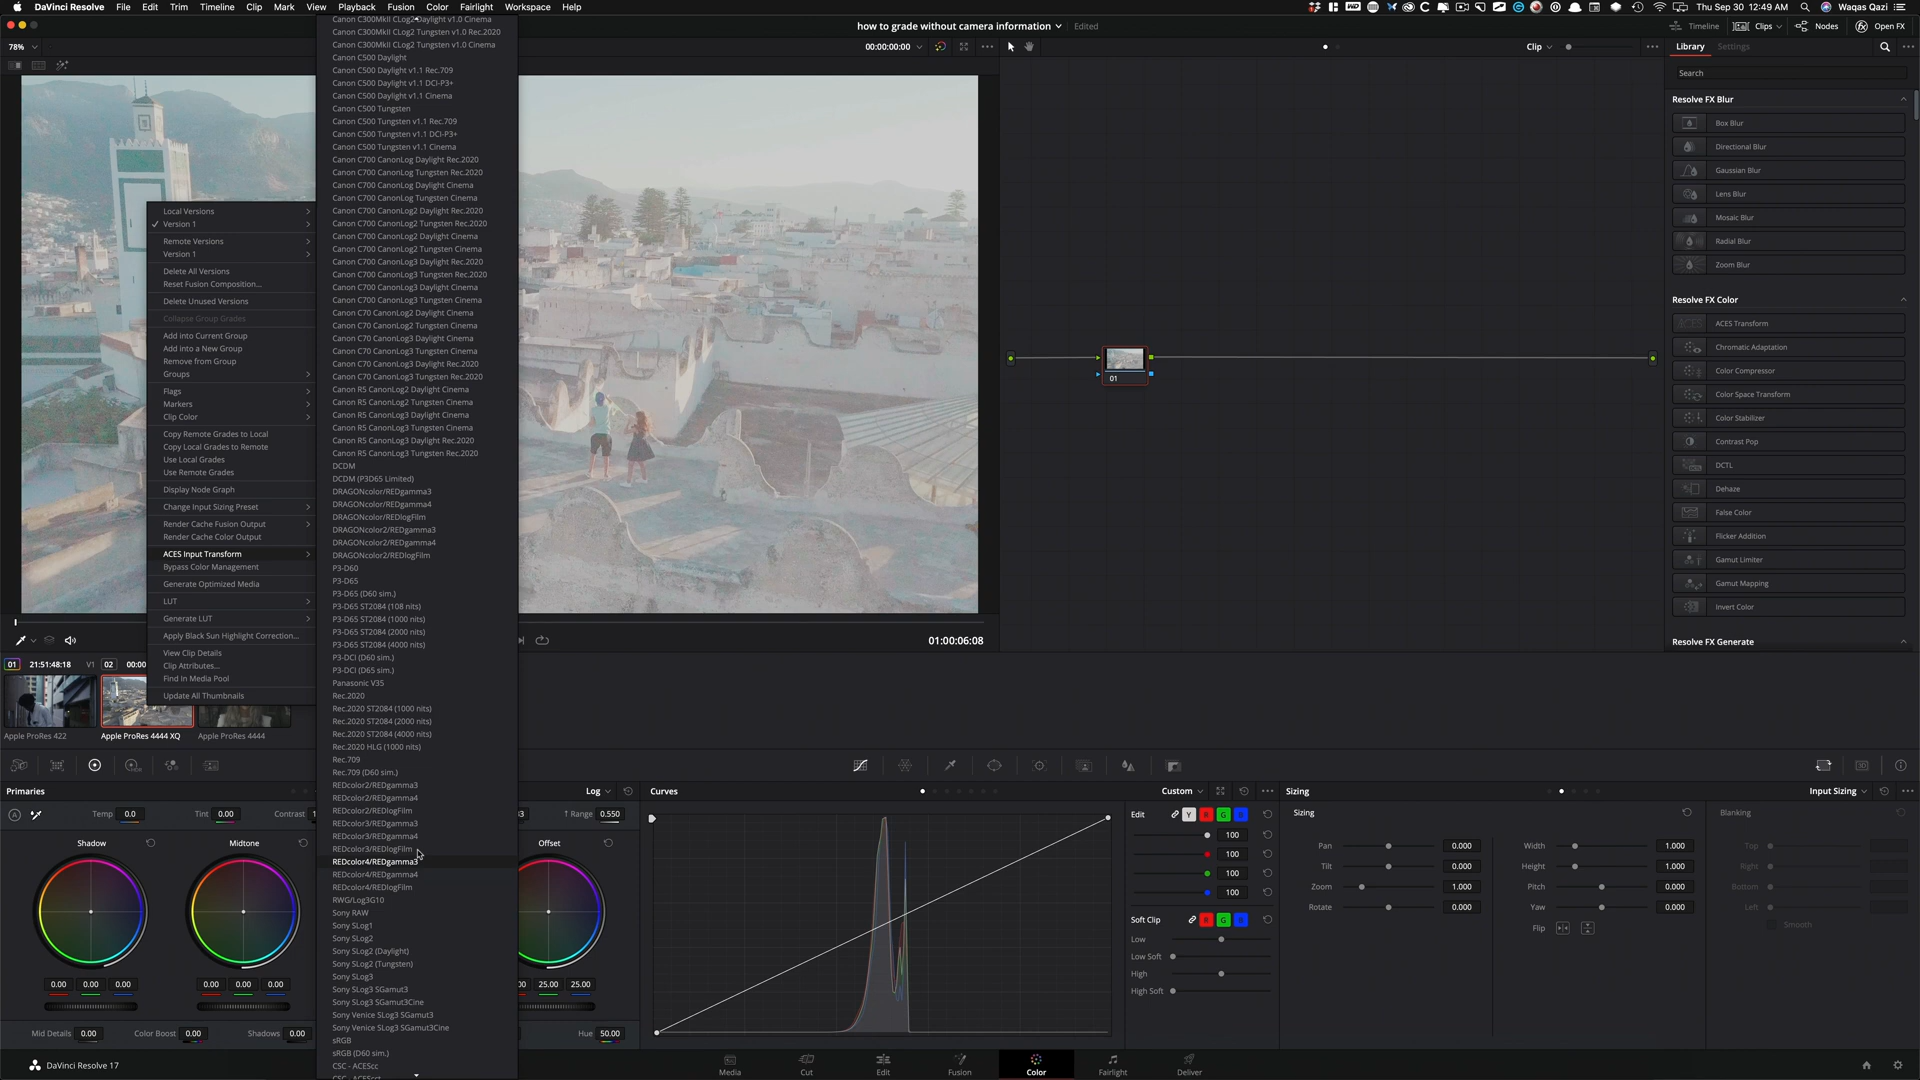 DaVinci Resolve File Edit Trim Timeline Clip Mark View Playback Fusion Color Fairlight Workspace Help
Thu Sep 30 12:49 AM Waqas Qazi
how to grade without camera information Edited
Timeline Clips Nodes Open FX
78%
00:00:00:00
Clip
Library Settings
Search
Resolve FX Blur
Box Blur
Directional Blur
Gaussian Blur
Lens Blur
Mosaic Blur
Radial Blur
Zoom Blur
Resolve FX Color
ACES Transform
Chromatic Adaptation
Color Compressor
Color Space Transform
Color Stabilizer
Contrast Pop
DCTL
Dehaze
False Color
Flicker Addition
Gamut Limiter
Gamut Mapping
Invert Color
Resolve FX Generate
01
Local Versions
Version 1
Remote Versions
Version 1
Delete All Versions
Reset Fusion Composition...
Delete Unused Versions
Collapse Group Grades
Add into Current Group
Add into a New Group
Remove from Group
Groups
Flags
Markers
Clip Color
Copy Remote Grades to Local
Copy Local Grades to Remote
Use Local Grades
Use Remote Grades
Display Node Graph
Change Input Sizing Preset
Render Cache Fusion Output
Render Cache Color Output
ACES Input Transform
Bypass Color Management
Generate Optimized Media
LUT
Generate LUT
Apply Black Sun Highlight Correction...
View Clip Details
Clip Attributes...
Find In Media Pool
Update All Thumbnails
Canon C300MkII CLog2 Daylight v1.0 Cinema
Canon C300MkII CLog2 Tungsten v1.0 Rec.2020
Canon C300MkII CLog2 Tungsten v1.0 Cinema
Canon C500 Daylight
Canon C500 Daylight v1.1 Rec.709
Canon C500 Daylight v1.1 DCI-P3+
Canon C500 Daylight v1.1 Cinema
Canon C500 Tungsten
Canon C500 Tungsten v1.1 Rec.709
Canon C500 Tungsten v1.1 DCI-P3+
Canon C500 Tungsten v1.1 Cinema
Canon C700 CanonLog Daylight Rec.2020
Canon C700 CanonLog Tungsten Rec.2020
Canon C700 CanonLog Daylight Cinema
Canon C700 CanonLog Tungsten Cinema
Canon C700 CanonLog2 Daylight Rec.2020
Canon C700 CanonLog2 Tungsten Rec.2020
Canon C700 CanonLog2 Daylight Cinema
Canon C700 CanonLog2 Tungsten Cinema
Canon C700 CanonLog3 Daylight Rec.2020
Canon C700 CanonLog3 Tungsten Rec.2020
Canon C700 CanonLog3 Daylight Cinema
Canon C700 CanonLog3 Tungsten Cinema
Canon C70 CanonLog2 Daylight Cinema
Canon C70 CanonLog2 Tungsten Cinema
Canon C70 CanonLog3 Daylight Cinema
Canon C70 CanonLog3 Tungsten Cinema
Canon C70 CanonLog3 Daylight Rec.2020
Canon C70 CanonLog3 Tungsten Rec.2020
Canon R5 CanonLog2 Daylight Cinema
Canon R5 CanonLog2 Tungsten Cinema
Canon R5 CanonLog3 Daylight Cinema
Canon R5 CanonLog3 Tungsten Cinema
Canon R5 CanonLog3 Daylight Rec.2020
Canon R5 CanonLog3 Tungsten Rec.2020
DCDM
DCDM (P3D65 Limited)
DRAGONcolor/REDgamma3
DRAGONcolor/REDgamma4
DRAGONcolor/REDlogFilm
DRAGONcolor2/REDgamma3
DRAGONcolor2/REDgamma4
DRAGONcolor2/REDlogFilm
P3-D60
P3-D65
P3-D65 (D60 sim.)
P3-D65 ST2084 (108 nits)
P3-D65 ST2084 (1000 nits)
P3-D65 ST2084 (2000 nits)
P3-D65 ST2084 (4000 nits)
P3-DCI (D60 sim.)
P3-DCI (D65 sim.)
Panasonic V35
Rec.2020
Rec.2020 ST2084 (1000 nits)
Rec.2020 ST2084 (2000 nits)
Rec.2020 ST2084 (4000 nits)
Rec.2020 HLG (1000 nits)
Rec.709
Rec.709 (D60 sim.)
REDcolor2/REDgamma3
REDcolor2/REDgamma4
REDcolor2/REDlogFilm
REDcolor3/REDgamma3
REDcolor3/REDgamma4
REDcolor3/REDlogFilm
REDcolor4/REDgamma3
REDcolor4/REDgamma4
REDcolor4/REDlogFilm
RWG/Log3G10
Sony RAW
Sony SLog1
Sony SLog2
Sony SLog2 (Daylight)
Sony SLog2 (Tungsten)
Sony SLog3
Sony SLog3 SGamut3
Sony SLog3 SGamut3Cine
Sony Venice SLog3 SGamut3
Sony Venice SLog3 SGamut3Cine
sRGB
sRGB (D60 sim.)
CSC - ACEScc
01:00:06:08
01 21:51:48:18 V1 02 00:00
Apple ProRes 422 Apple ProRes 4444 XQ Apple ProRes 4444
Primaries Log
Temp 0.0 Tint 0.00 Contrast
Range 0.550
Shadow Midtone Offset
0.00 0.00 0.00 0.00 0.00 0.00 25.00 25.00
Mid Details 0.00 Color Boost 0.00 Shadows 0.00 Hue 50.00
Curves Custom
Edit Y R G B
100
100
100
100
Soft Clip R G B
Low
Low Soft
High
High Soft
Sizing Input Sizing
Sizing
Pan 0.000 Width 1.000
Tilt 0.000 Height 1.000
Zoom 1.000 Pitch 0.000
Rotate 0.000 Yaw 0.000
Flip
Blanking
Top
Right
Bottom
Left
Smooth
DaVinci Resolve 17
Media Cut Edit Fusion Color Fairlight Deliver